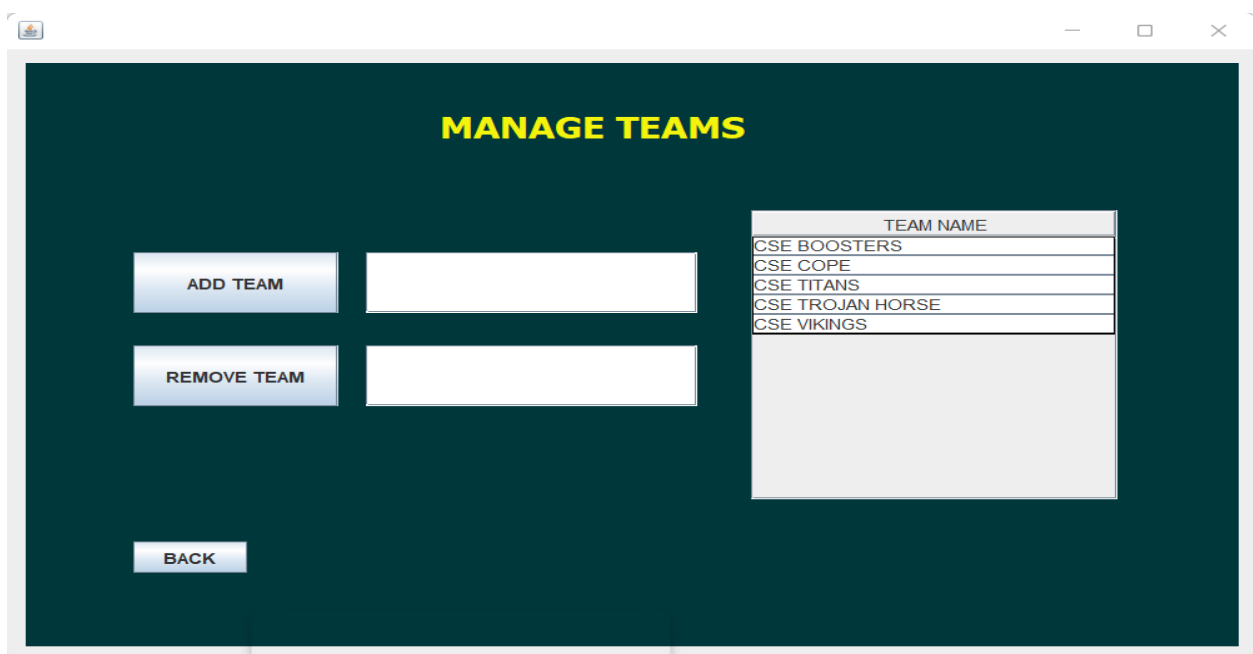 MANAGE TEAMS
ADD TEAM
REMOVE TEAM
TEAM NAME
CSE BOOSTERS
CSE COPE
CSE TITANS
CSE TROJAN HORSE
CSE VIKINGS
BACK